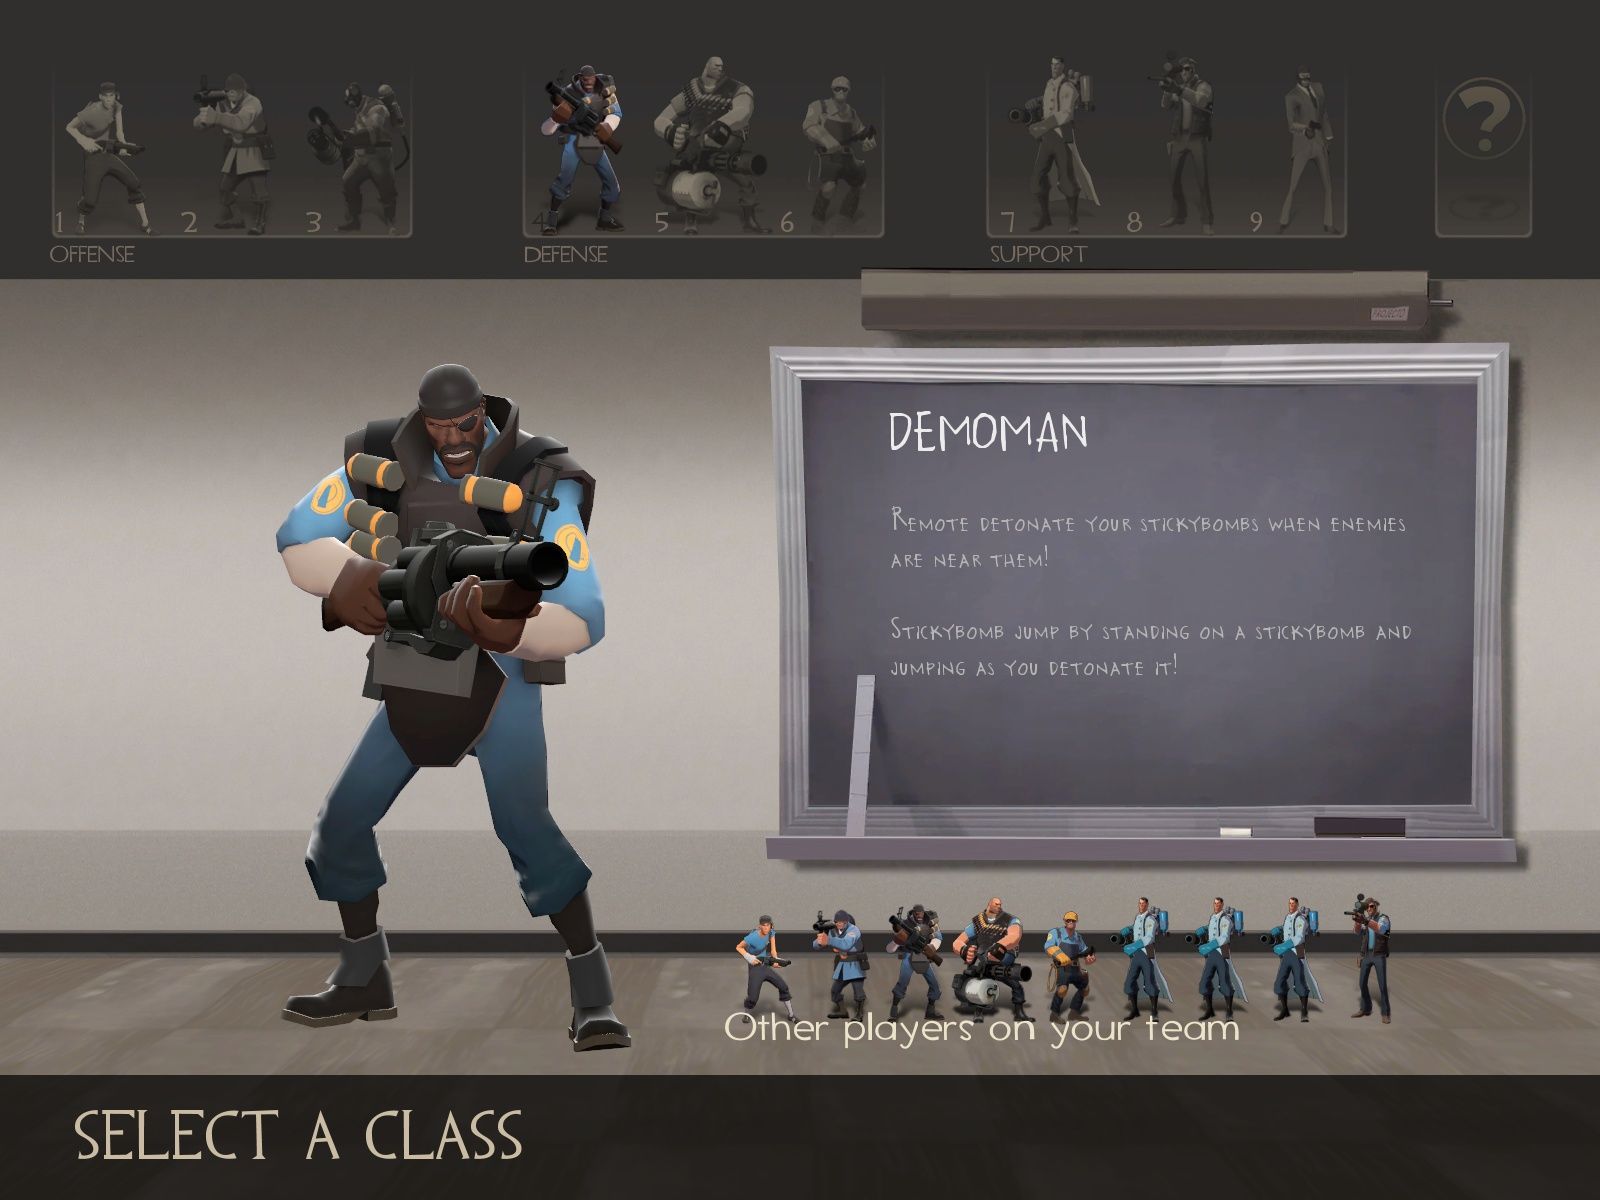 1 2 3 4 5 6 7 8 9
OFFENSE DEFENSE SUPPORT
?
PROJECTO
DEMOMAN
REMOTE DETONATE YOUR STICKYBOMBS WHEN ENEMIES
ARE NEAR THEM!
STICKYBOMB JUMP BY STANDING ON A STICKYBOMB AND
JUMPING AS YOU DETONATE IT!
Other players on your team
SELECT A CLASS